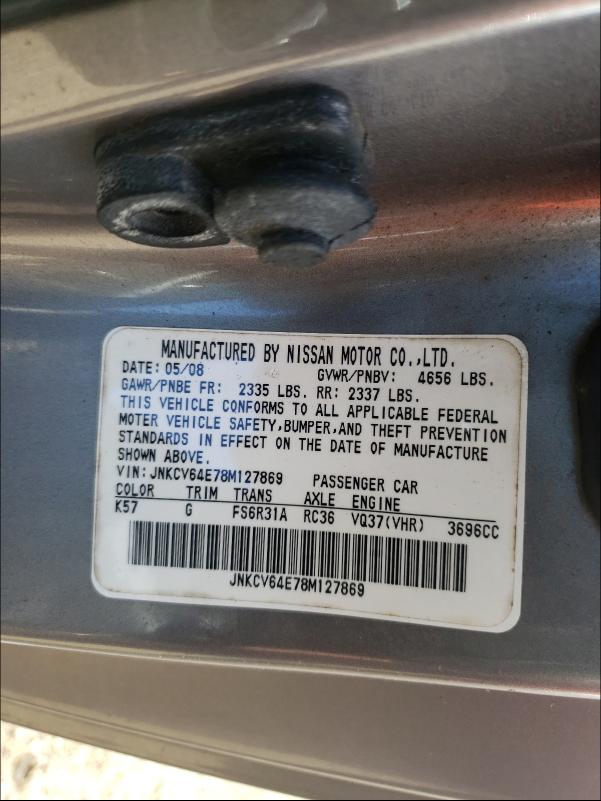 MANUFACTURED BY NISSAN MOTOR CO.,LTD.
DATE: 05/08 GVWR/PNBV: 4656 LBS.
GAWR/PNBE FR: 2335 LBS. RR: 2337 LBS.
THIS VEHICLE CONFORMS TO ALL APPLICABLE FEDERAL
MOTER VEHICLE SAFETY,BUMPER,AND THEFT PREVENTION
STANDARDS IN EFFECT ON THE DATE OF MANUFACTURE
SHOWN ABOVE.
VIN: JNKCV64E78M127869 PASSENGER CAR
COLOR TRIM TRANS AXLE ENGINE
K57 G FS6R31A RC36 VQ37(VHR) 3696CC
JNKCV64E78M127869